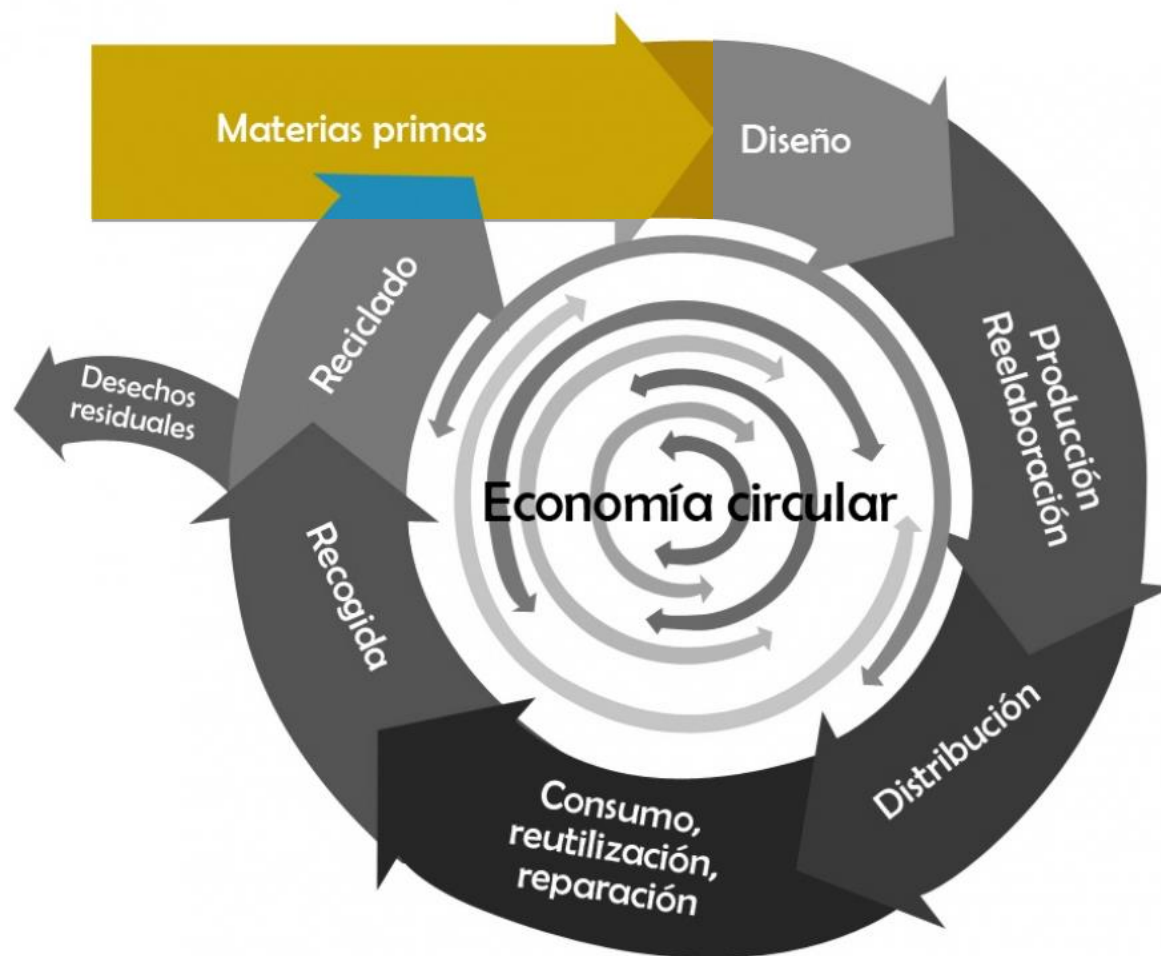 Materias primas
Diseño
Producción
Reelaboración
Distribución
Consumo,
reutilización,
reparación
Recogida
Reciclado
Desechos
residuales
Economía circular